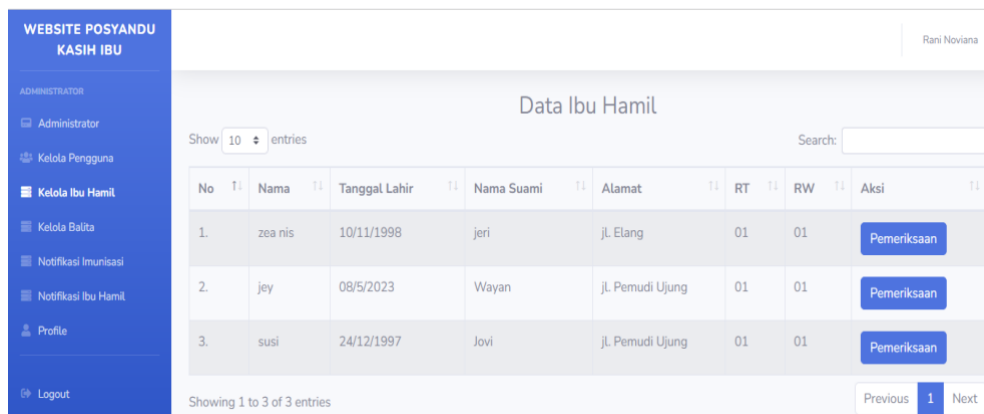 WEBSITE POSYANDU
KASIH IBU
Rani Noviana
ADMINISTRATOR
Administrator
Kelola Pengguna
Kelola Ibu Hamil
Kelola Balita
Notifikasi Imunisasi
Notifikasi Ibu Hamil
Profile
Logout
Data Ibu Hamil
Show 10 entries
Search:
No Nama Tanggal Lahir Nama Suami Alamat RT RW Aksi
1. zea nis 10/11/1998 jeri jl. Elang 01 01 Pemeriksaan
2. jey 08/5/2023 Wayan jl. Pemudi Ujung 01 01 Pemeriksaan
3. susi 24/12/1997 Jovi jl. Pemudi Ujung 01 01 Pemeriksaan
Showing 1 to 3 of 3 entries
Previous 1 Next